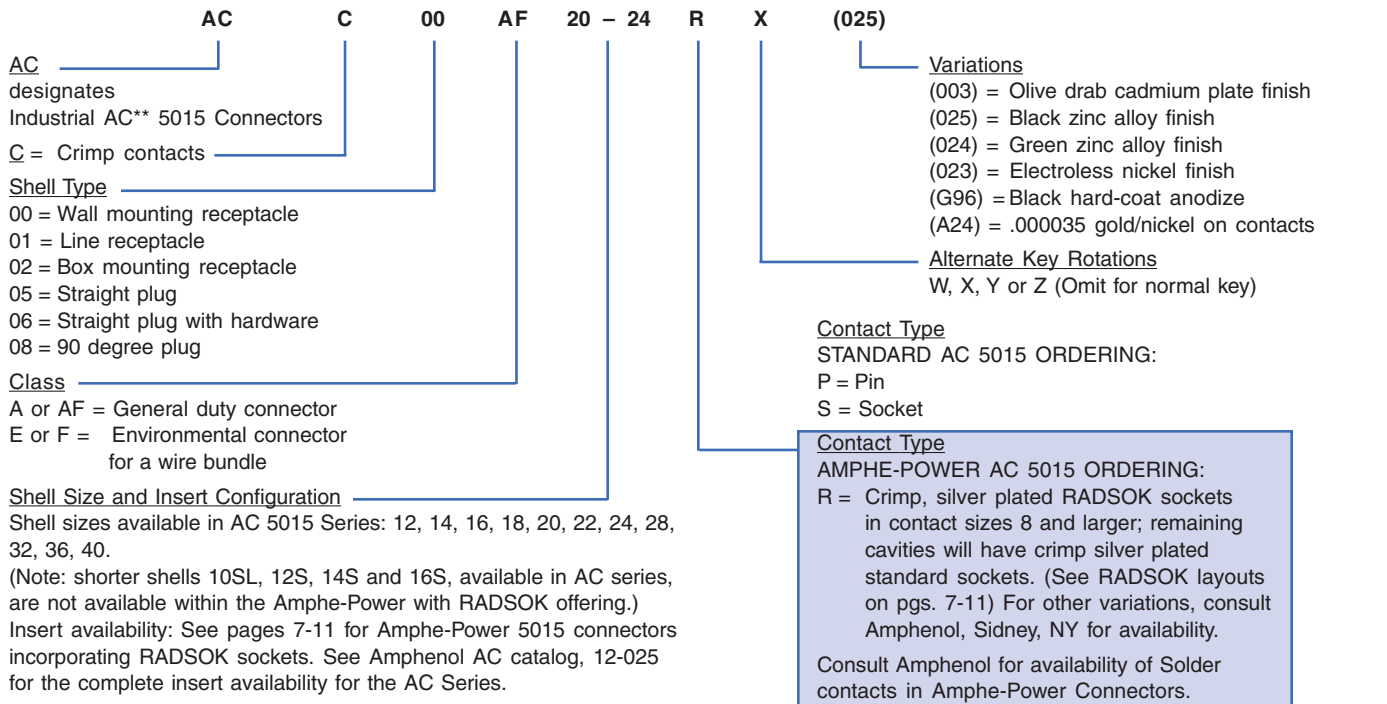 AC C 00 AF 20 – 24 R X (025)
AC
designates
Industrial AC** 5015 Connectors
C = Crimp contacts
Shell Type
00 = Wall mounting receptacle
01 = Line receptacle
02 = Box mounting receptacle
05 = Straight plug
06 = Straight plug with hardware
08 = 90 degree plug
Class
A or AF = General duty connector
E or F = Environmental connector
for a wire bundle
Shell Size and Insert Configuration
Shell sizes available in AC 5015 Series: 12, 14, 16, 18, 20, 22, 24, 28,
32, 36, 40.
(Note: shorter shells 10SL, 12S, 14S and 16S, available in AC series,
are not available within the Amphe-Power with RADSOK offering.)
Insert availability: See pages 7-11 for Amphe-Power 5015 connectors
incorporating RADSOK sockets. See Amphenol AC catalog, 12-025
for the complete insert availability for the AC Series.
Variations
(003) = Olive drab cadmium plate finish
(025) = Black zinc alloy finish
(024) = Green zinc alloy finish
(023) = Electroless nickel finish
(G96) = Black hard-coat anodize
(A24) = .000035 gold/nickel on contacts
Alternate Key Rotations
W, X, Y or Z (Omit for normal key)
Contact Type
STANDARD AC 5015 ORDERING:
P = Pin
S = Socket
Contact Type
AMPHE-POWER AC 5015 ORDERING:
R = Crimp, silver plated RADSOK sockets
in contact sizes 8 and larger; remaining
cavities will have crimp silver plated
standard sockets. (See RADSOK layouts
on pgs. 7-11) For other variations, consult
Amphenol, Sidney, NY for availability.
Consult Amphenol for availability of Solder
contacts in Amphe-Power Connectors.